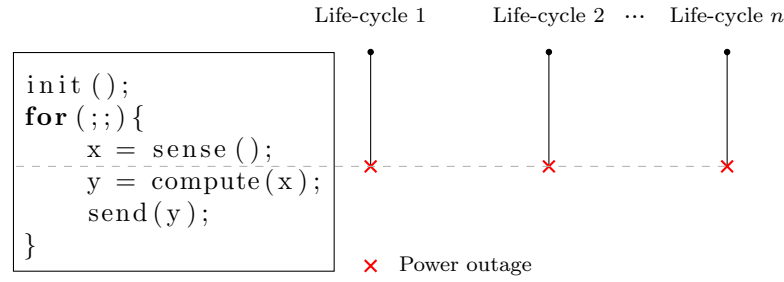 Life-cycle 1 Life-cycle 2 ··· Life-cycle n
init();
for(;;){
x = sense();
y = compute(x);
send(y);
}
Power outage